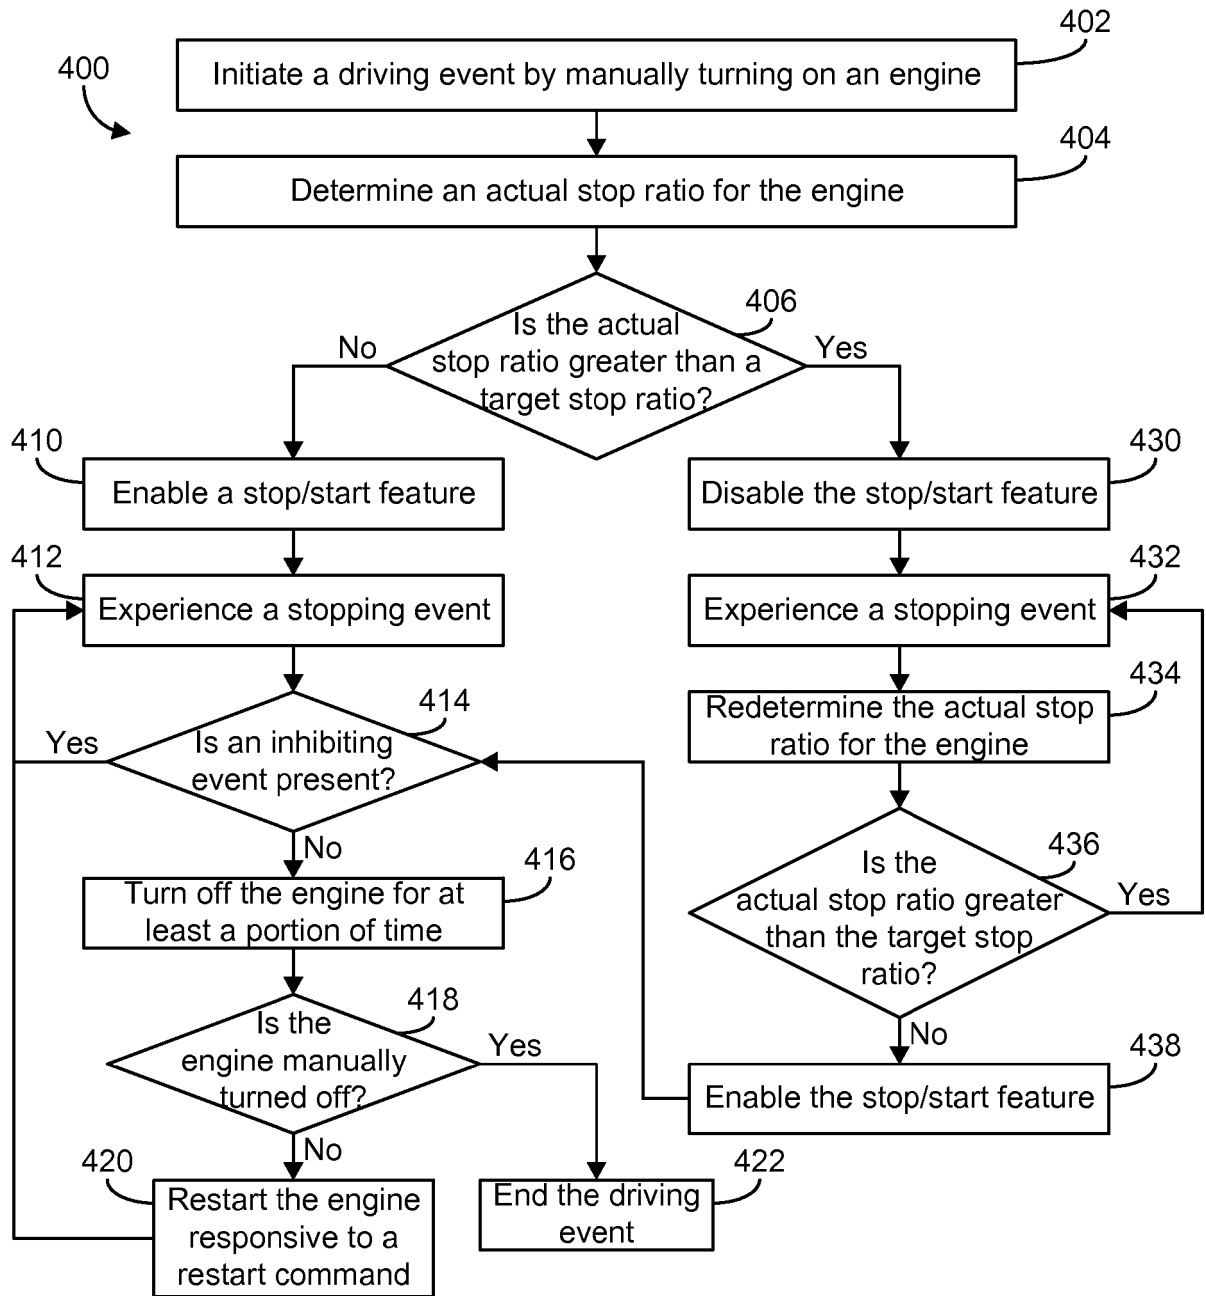 402
400
Initiate a driving event by manually turning on an engine
404
Determine an actual stop ratio for the engine
406
Is the actual
stop ratio greater than a
target stop ratio?
No
Yes
410
Enable a stop/start feature
430
Disable the stop/start feature
412
Experience a stopping event
432
Experience a stopping event
434
Redetermine the actual stop
ratio for the engine
414
Is an inhibiting
event present?
Yes
No
436
Is the
actual stop ratio greater
than the target stop
ratio?
Yes
No
416
Turn off the engine for at
least a portion of time
418
Is the
engine manually
turned off?
Yes
No
438
Enable the stop/start feature
420
Restart the engine
responsive to a
restart command
422
End the driving
event